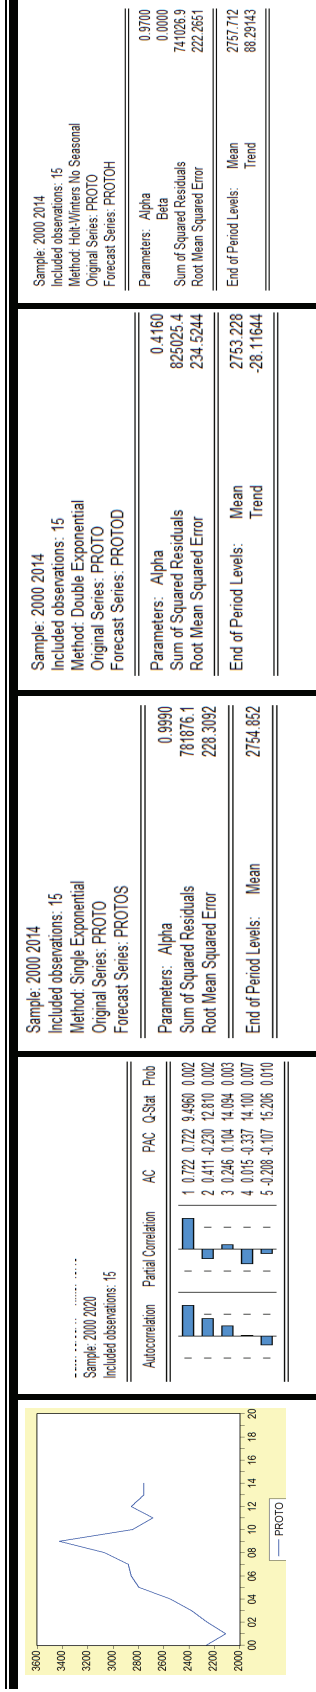 3600
3400
3200
3000
2800
2600
2400
2200
2000
00 02 04 06 08 10 12 14 16 18 20
PROTO
Sample: 2000 2020
Included observations: 15
Autocorrelation Partial Correlation AC PAC Q-Stat Prob
1 0.722 0.722 9.4960 0.002
2 0.411 -0.230 12.810 0.002
3 0.246 0.104 14.094 0.003
4 0.015 -0.337 14.100 0.007
5 -0.208 -0.107 15.206 0.010
Sample: 2000 2014
Included observations: 15
Method: Single Exponential
Original Series: PROTO
Forecast Series: PROTOS
Parameters: Alpha 0.9990
Sum of Squared Residuals 781876.1
Root Mean Squared Error 228.3092
End of Period Levels: Mean 2754.852
Sample: 2000 2014
Included observations: 15
Method: Double Exponential
Original Series: PROTO
Forecast Series: PROTOD
Parameters: Alpha 0.4160
Sum of Squared Residuals 825025.4
Root Mean Squared Error 234.5244
End of Period Levels: Mean 2753.228
Trend -28.11644
Sample: 2000 2014
Included observations: 15
Method: Holt-Winters No Seasonal
Original Series: PROTO
Forecast Series: PROTOH
Parameters: Alpha 0.9700
Beta 0.0000
Sum of Squared Residuals 741026.9
Root Mean Squared Error 222.2651
End of Period Levels: Mean 2757.712
Trend 88.29143